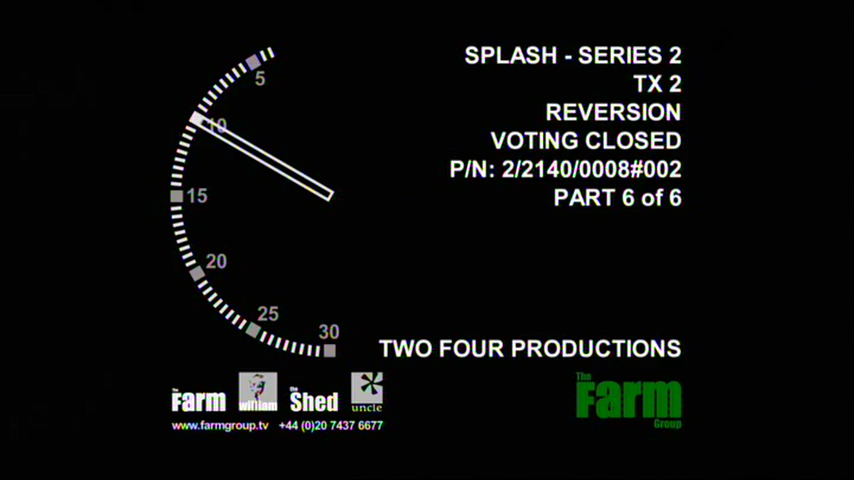 SPLASH - SERIES 2
TX 2
REVERSION
VOTING CLOSED
P/N: 2/2140/0008#002
PART 6 of 6
5
10
15
20
25
30
TWO FOUR PRODUCTIONS
The Farm
william
the Shed
uncle
www.farmgroup.tv +44 (0)20 7437 6677
The Farm Group